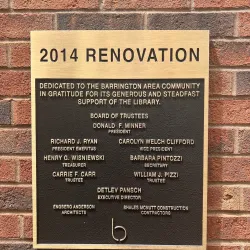 2014 RENOVATION
DEDICATED TO THE BARRINGTON AREA COMMUNITY
IN GRATITUDE FOR ITS GENEROUS AND STEADFAST
SUPPORT OF THE LIBRARY.
BOARD OF TRUSTEES
DONALD F. MINNER
PRESIDENT
RICHARD J. RYAN
PRESIDENT EMERITUS
CAROLYN WELCH CLIFFORD
VICE PRESIDENT
HENRY G. WISNIEWSKI
TREASURER
BARBARA PINTOZZI
SECRETARY
CARRIE F. CARR
TRUSTEE
WILLIAM J. PIZZI
TRUSTEE
DETLEV PANSCH
EXECUTIVE DIRECTOR
ENGBERG ANDERSON
ARCHITECTS
SHALES MCNUTT CONSTRUCTION
CONTRACTORS
b